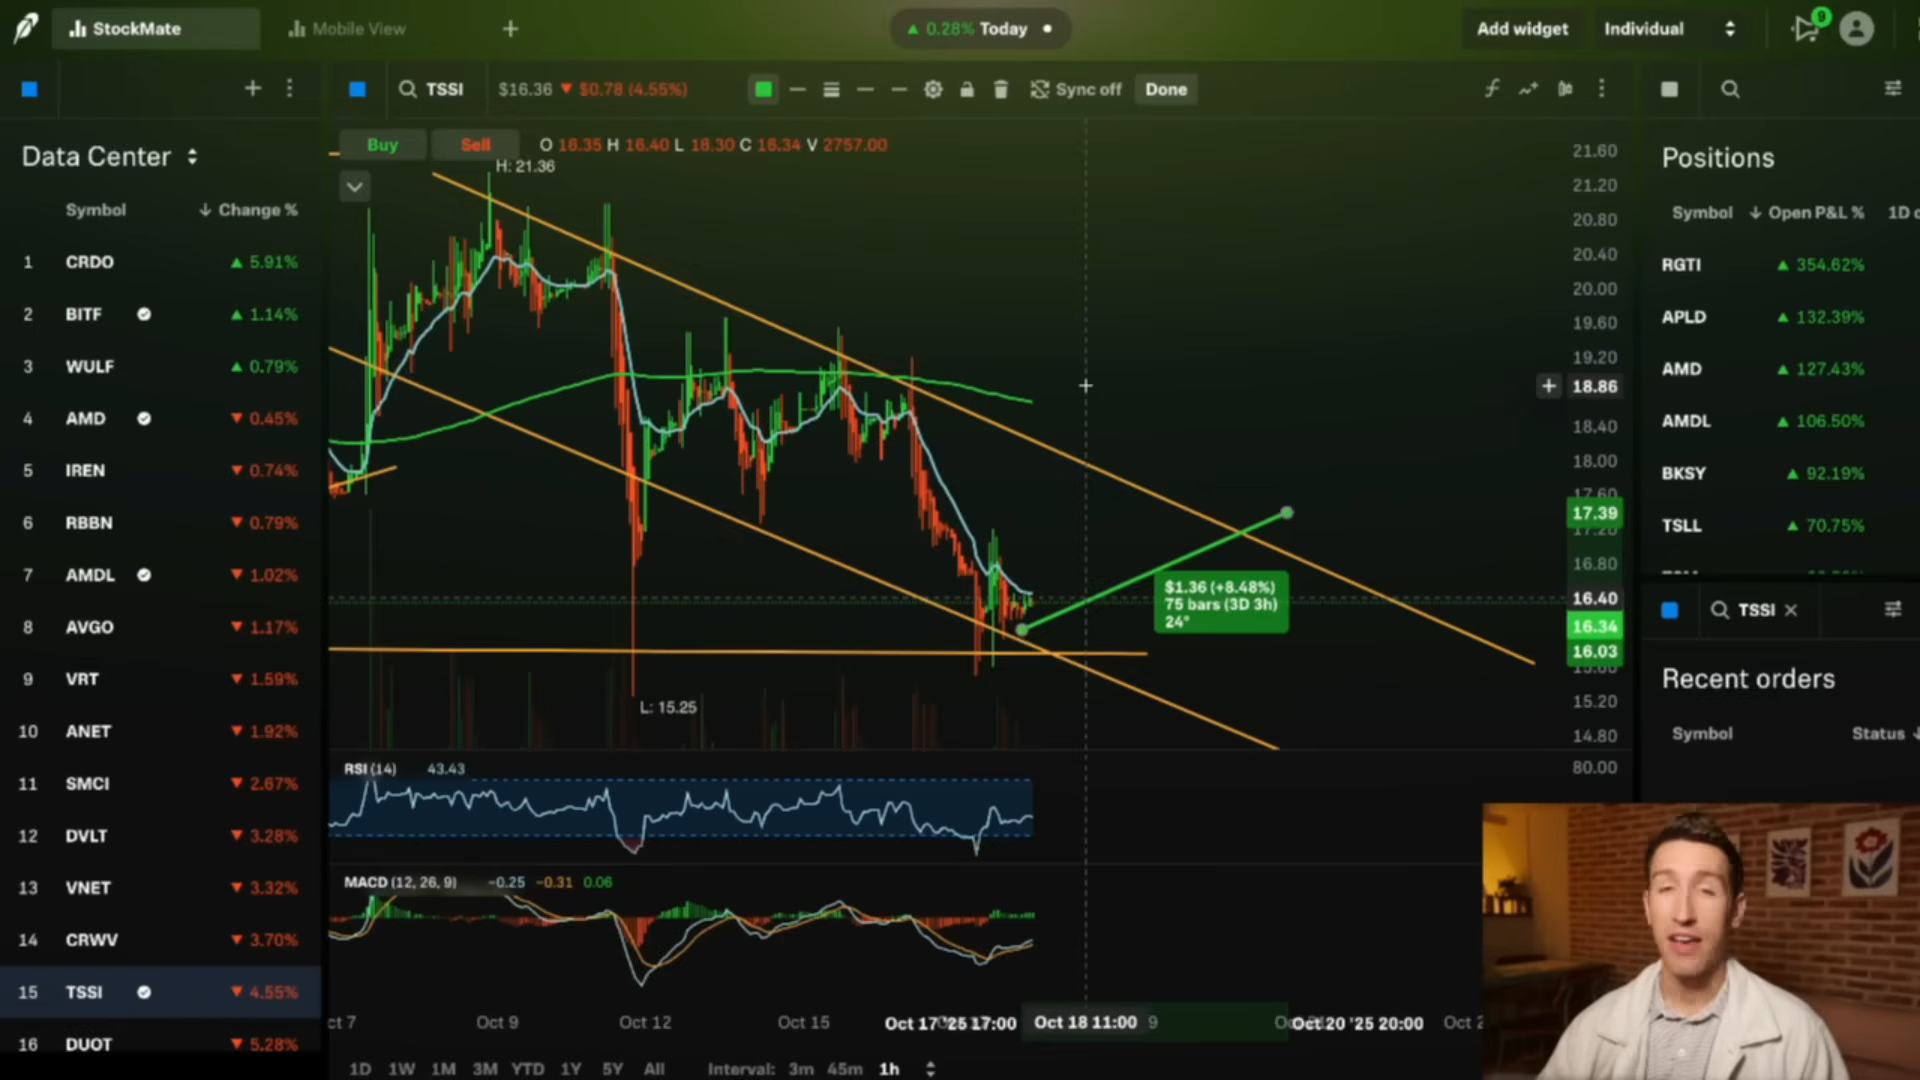 StockMate
Mobile View
0.28% Today
9
Add widget
Individual
TSSI
$16.36 ▼ $0.78 (4.55%)
Sync off
Done
Data Center
Symbol ↓ Change %
1 CRDO ▲ 5.91%
2 BITF ▲ 1.14%
3 WULF ▲ 0.79%
4 AMD ▼ 0.45%
5 IREN ▼ 0.74%
6 RBBN ▼ 0.79%
7 AMDL ▼ 1.02%
8 AVGO ▼ 1.17%
9 VRT ▼ 1.59%
10 ANET ▼ 1.92%
11 SMCI ▼ 2.67%
12 DVLT ▼ 3.28%
13 VNET ▼ 3.32%
14 CRWV ▼ 3.70%
15 TSSI ▼ 4.55%
16 DUOT ▼ 5.28%
Buy
Sell
O 16.35 H 16.40 L 16.30 C 16.34 V 2757.00
H: 21.36
L: 15.25
$1.36 (+8.48%)
75 bars (3D 3h)
24°
21.60
21.20
20.80
20.40
20.00
19.60
19.20
18.86
18.40
18.00
17.60
17.39
17.20
16.80
16.40
16.34
16.03
15.20
14.80
80.00
RSI (14) 43.43
MACD (12, 26, 9) −0.25 −0.31 0.06
ct 7
Oct 9
Oct 12
Oct 15
Oct 17 '25 17:00
Oct 18 11:00
9
Oct 20 '25 20:00
Oct 2
1D 1W 1M 3M YTD 1Y 5Y All
Interval: 3m 45m 1h
Positions
Symbol ↓ Open P&L % 1D
RGTI ▲ 354.62%
APLD ▲ 132.39%
AMD ▲ 127.43%
AMDL ▲ 106.50%
BKSY ▲ 92.19%
TSLL ▲ 70.75%
TSSI
Recent orders
Symbol Status ↓